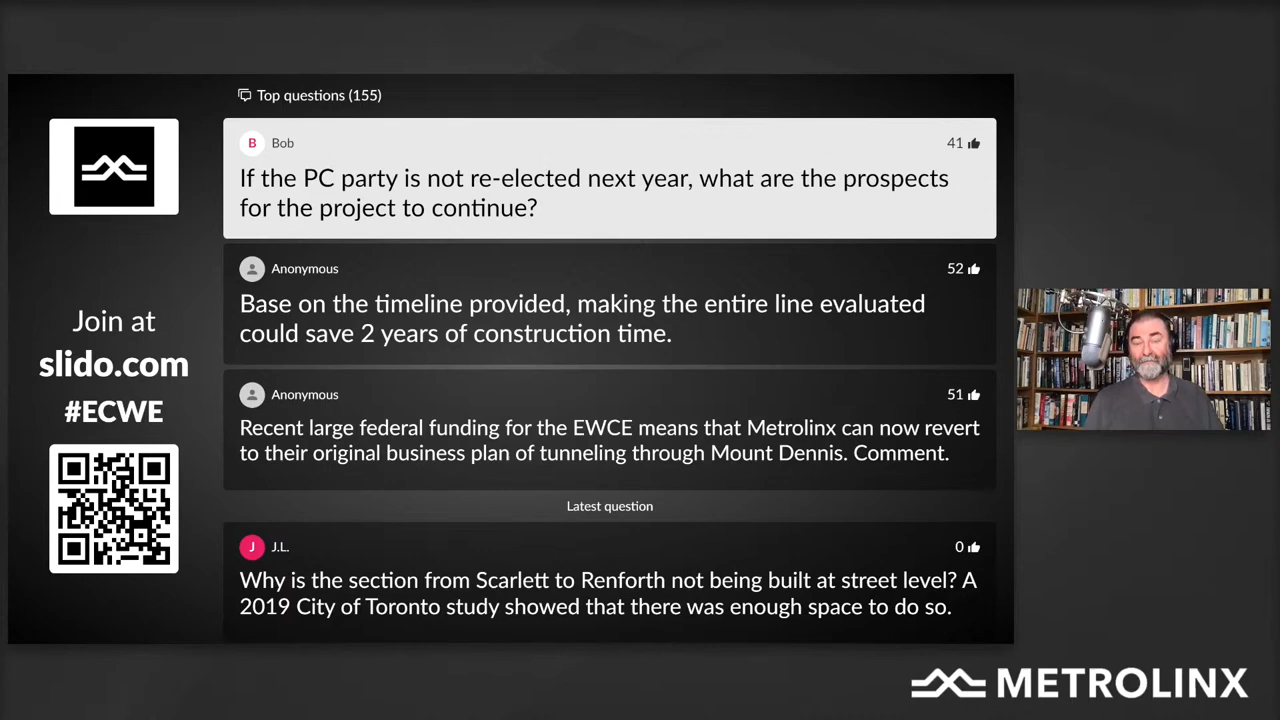 Top questions (155)
B Bob 41
If the PC party is not re-elected next year, what are the prospects
for the project to continue?
Anonymous 52
Base on the timeline provided, making the entire line evaluated
could save 2 years of construction time.
Anonymous 51
Recent large federal funding for the EWCE means that Metrolinx can now revert
to their original business plan of tunneling through Mount Dennis. Comment.
Latest question
J J.L. 0
Why is the section from Scarlett to Renforth not being built at street level? A
2019 City of Toronto study showed that there was enough space to do so.
Join at
slido.com
#ECWE
METROLINX